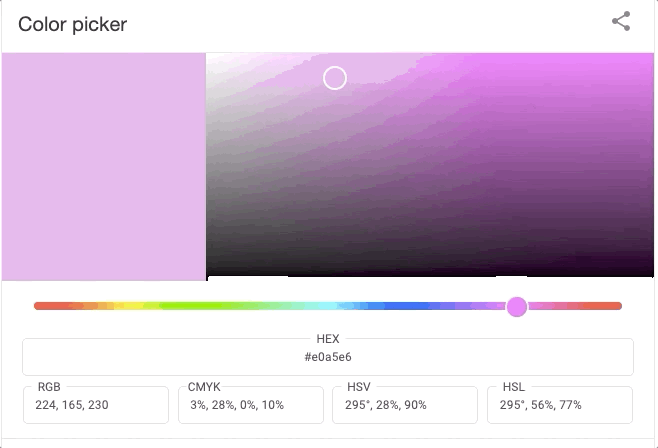 Color picker
HEX
#e0a5e6
RGB
224, 165, 230
CMYK
3%, 28%, 0%, 10%
HSV
295°, 28%, 90%
HSL
295°, 56%, 77%